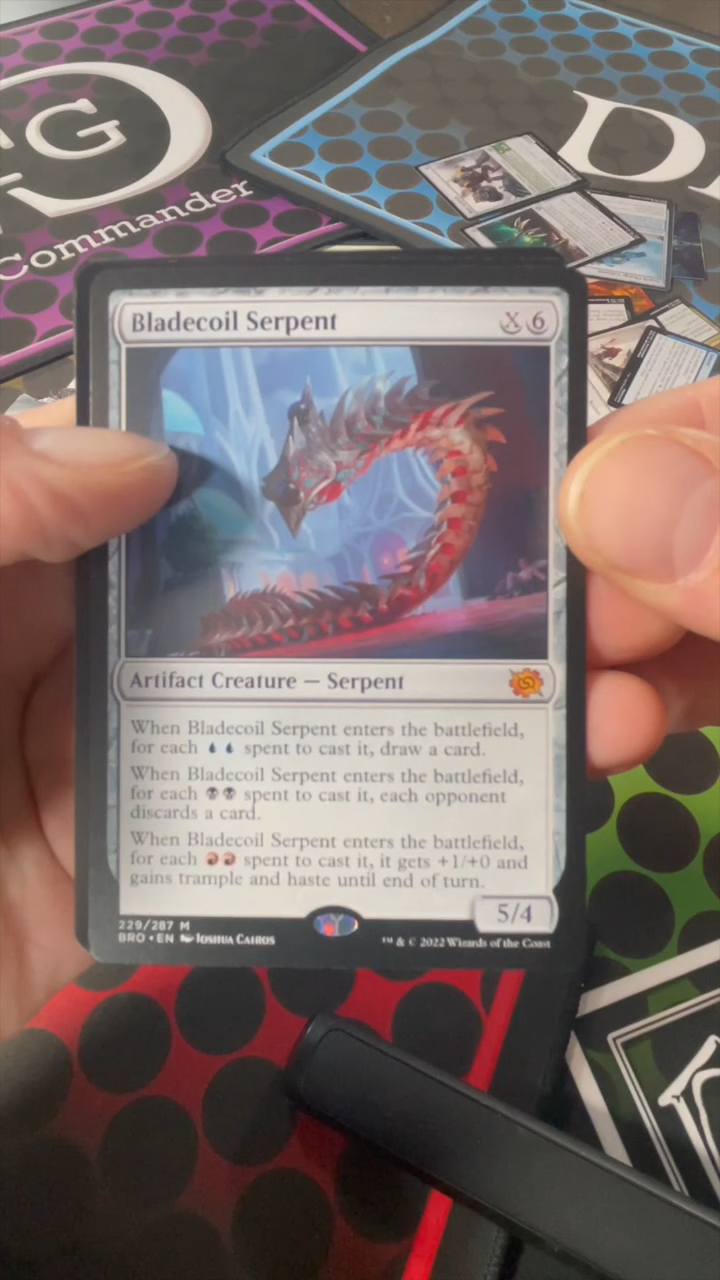 G
Commander
D
Bladecoil Serpent X 6
Artifact Creature — Serpent
When Bladecoil Serpent enters the battlefield,
for each spent to cast it, draw a card.
When Bladecoil Serpent enters the battlefield,
for each spent to cast it, each opponent
discards a card.
When Bladecoil Serpent enters the battlefield,
for each spent to cast it, it gets +1/+0 and
gains trample and haste until end of turn.
5/4
229/287 M
BRO • EN Joshua Cairos
™ & © 2022 Wizards of the Coast